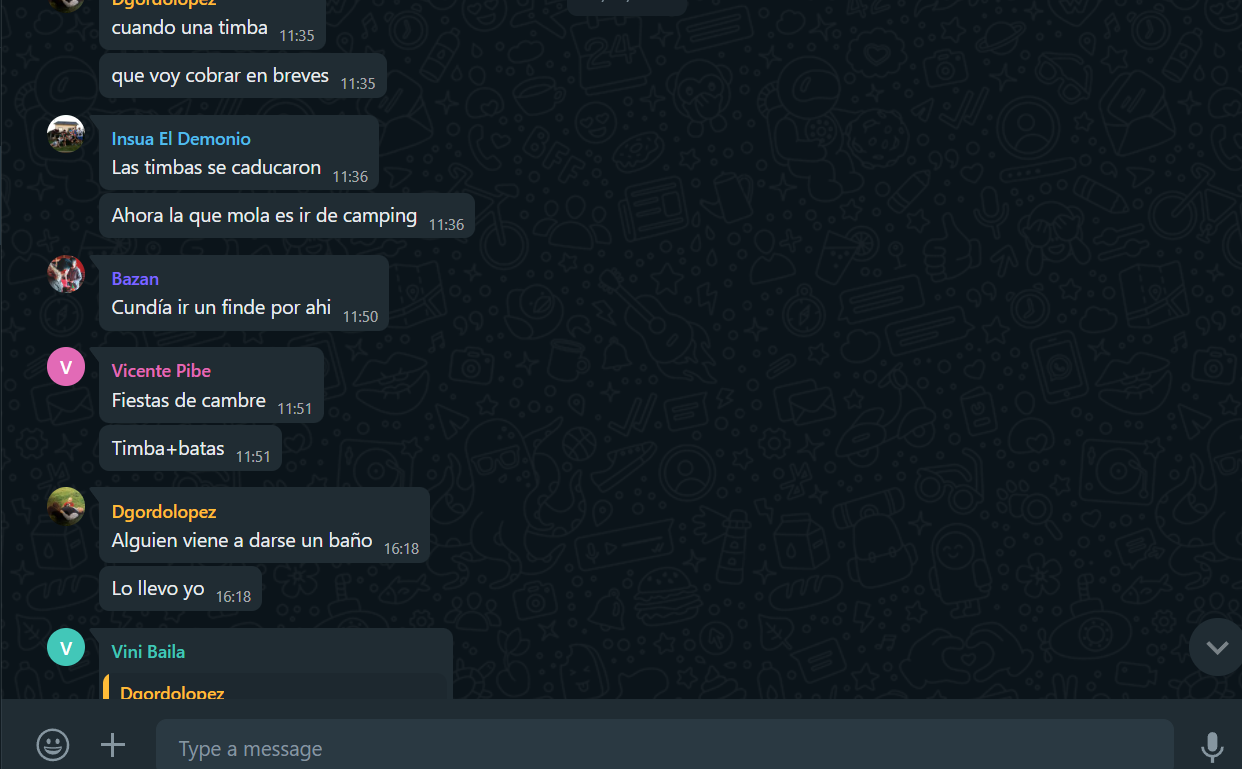 Dgordolopez
cuando una timba 11:35
que voy cobrar en breves 11:35
Insua El Demonio
Las timbas se caducaron 11:36
Ahora la que mola es ir de camping 11:36
Bazan
Cundía ir un finde por ahi 11:50
V
Vicente Pibe
Fiestas de cambre 11:51
Timba+batas 11:51
Dgordolopez
Alguien viene a darse un baño 16:18
Lo llevo yo 16:18
V
Vini Baila
Dgordolopez
Type a message